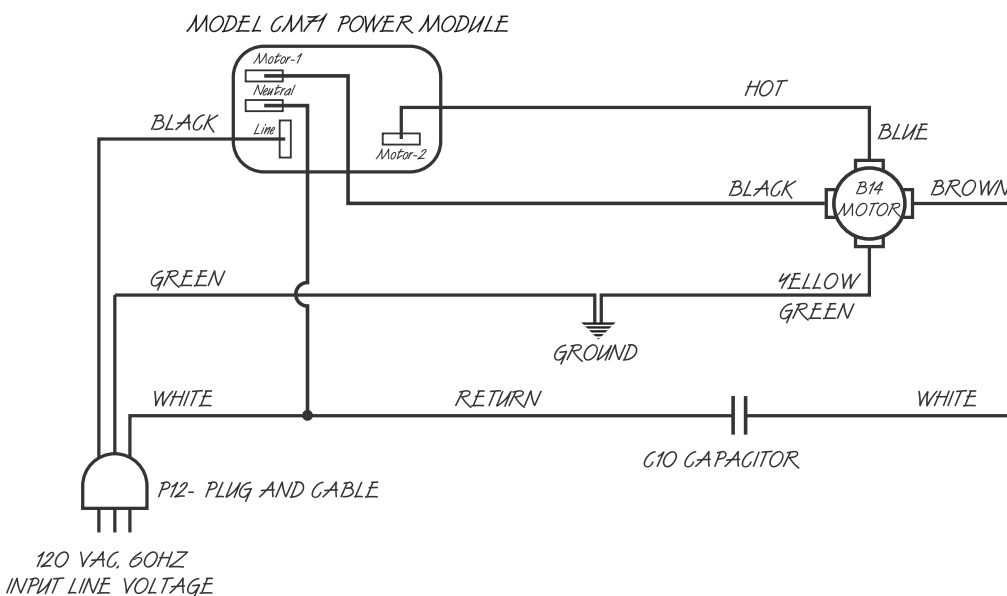 MODEL CM71 POWER MODULE
Motor-1
Neutral
Line
Motor-2
BLACK
HOT
BLUE
BLACK
B14
MOTOR
BROWN
GREEN
YELLOW
GREEN
GROUND
WHITE
RETURN
WHITE
C10 CAPACITOR
P12- PLUG AND CABLE
120 VAC, 60HZ
INPUT LINE VOLTAGE